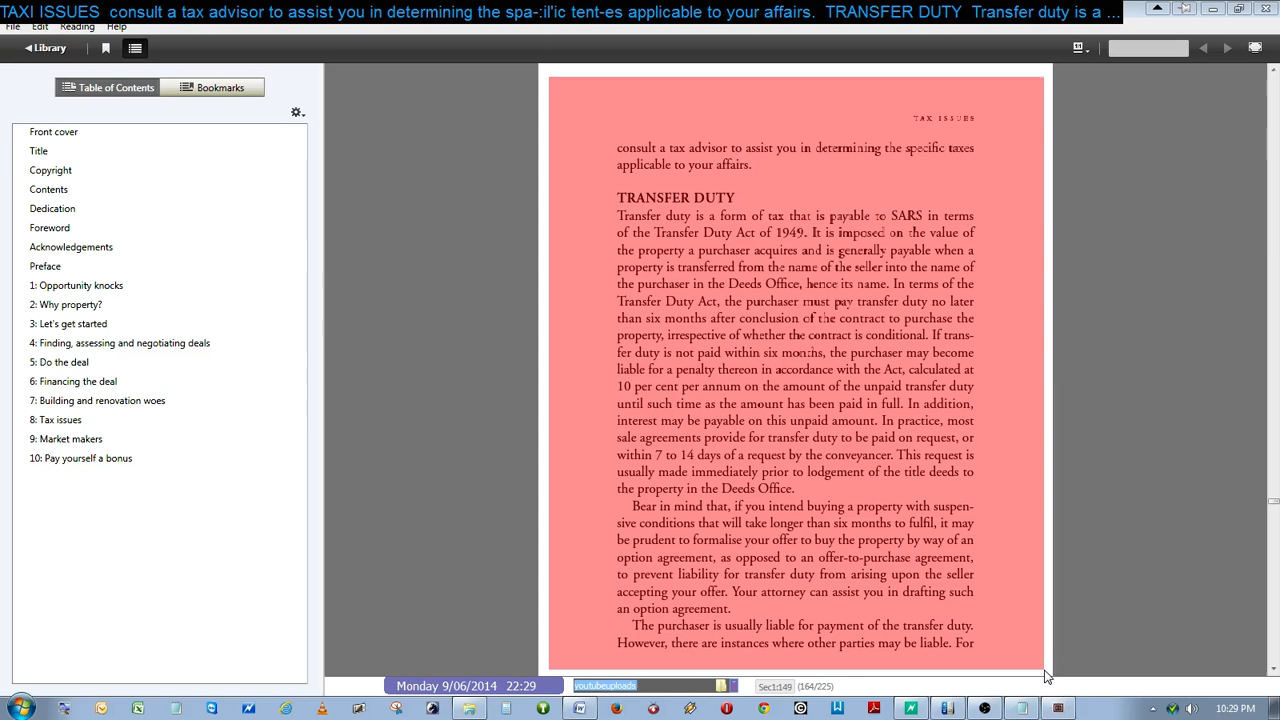 TAXI ISSUES consult a tax advisor to assist you in determining the spa-:il'ic tent-es applicable to your affairs. TRANSFER DUTY Transfer duty is a ...
File Edit Reading Help
Library
Table of Contents Bookmarks
Front cover
Title
Copyright
Contents
Dedication
Foreword
Acknowledgements
Preface
1: Opportunity knocks
2: Why property?
3: Let's get started
4: Finding, assessing and negotiating deals
5: Do the deal
6: Financing the deal
7: Building and renovation woes
8: Tax issues
9: Market makers
10: Pay yourself a bonus
TAX ISSUES
consult a tax advisor to assist you in determining the specific taxes
applicable to your affairs.
TRANSFER DUTY
Transfer duty is a form of tax that is payable to SARS in terms
of the Transfer Duty Act of 1949. It is imposed on the value of
the property a purchaser acquires and is generally payable when a
property is transferred from the name of the seller into the name of
the purchaser in the Deeds Office, hence its name. In terms of the
Transfer Duty Act, the purchaser must pay transfer duty no later
than six months after conclusion of the contract to purchase the
property, irrespective of whether the contract is conditional. If trans-
fer duty is not paid within six months, the purchaser may become
liable for a penalty thereon in accordance with the Act, calculated at
10 per cent per annum on the amount of the unpaid transfer duty
until such time as the amount has been paid in full. In addition,
interest may be payable on this unpaid amount. In practice, most
sale agreements provide for transfer duty to be paid on request, or
within 7 to 14 days of a request by the conveyancer. This request is
usually made immediately prior to lodgement of the title deeds to
the property in the Deeds Office.
Bear in mind that, if you intend buying a property with suspen-
sive conditions that will take longer than six months to fulfil, it may
be prudent to formalise your offer to buy the property by way of an
option agreement, as opposed to an offer-to-purchase agreement,
to prevent liability for transfer duty from arising upon the seller
accepting your offer. Your attorney can assist you in drafting such
an option agreement.
The purchaser is usually liable for payment of the transfer duty.
However, there are instances where other parties may be liable. For
Monday 9/06/2014 22:29 youtubeuploads Sec1:149 (164/225)
10:29 PM